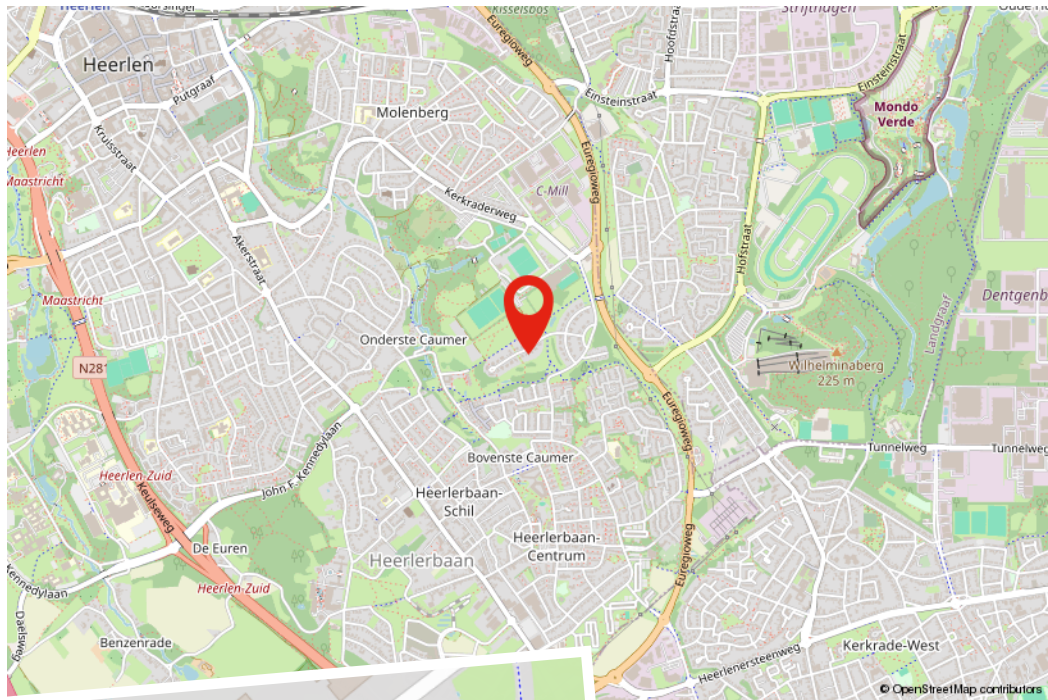 Kisselsbos
Strijthagen
Heerlen
Putgraaf
Euregioweg
Hoofdstraat
Einsteinstraat
Einsteinstraat
Molenberg
Mondo
Verde
Kruisstraat
Heerlen
Maastricht
Euregioweg
C-Mill
Kerkraderweg
Akerstraat
Hofstraat
Maastricht
Dentgenb
Landgraaf
Onderste Caumer
N281
Wilhelminaberg
225 m
Euregioweg
Tunnelweg
Tunnelweg
Bovenste Caumer
Heerlen-Zuid
John F. Kennedylaan
Keulseweg
Heerlerbaan-
Schil
Heerlerbaan-
Centrum
De Euren
Heerlerbaan
Euregioweg
Kennedylaan
Heerlen-Zuid
Daelsweg
Benzenrade
Heerlenersteenweg
Kerkrade-West
© OpenStreetMap contributors